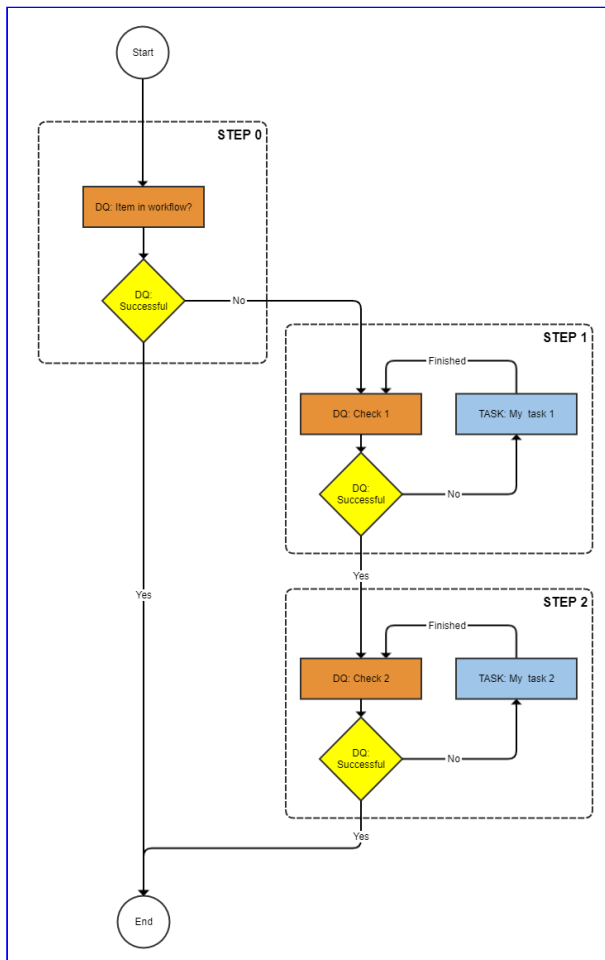 Start
STEP 0
DQ: Item in workflow?
DQ:
Successful
No
STEP 1
Finished
DQ: Check 1
TASK: My  task 1
DQ:
Successful
No
Yes
Yes
STEP 2
Finished
DQ: Check 2
TASK: My  task 2
DQ:
Successful
No
Yes
End